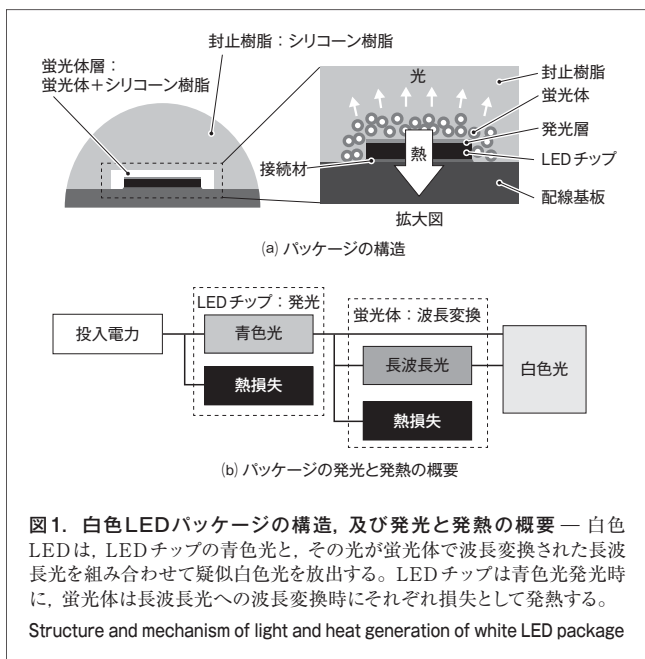 封止樹脂：シリコーン樹脂
蛍光体層：
蛍光体＋シリコーン樹脂
光
封止樹脂
蛍光体
発光層
LEDチップ
接続材
熱
配線基板
拡大図
(a) パッケージの構造
LEDチップ：発光
蛍光体：波長変換
投入電力
青色光
長波長光
白色光
熱損失
熱損失
(b) パッケージの発光と発熱の概要
図1．白色LEDパッケージの構造，及び発光と発熱の概要 ― 白色
LEDは，LEDチップの青色光と，その光が蛍光体で波長変換された長波
長光を組み合わせて疑似白色光を放出する。LEDチップは青色光発光時
に，蛍光体は長波長光への波長変換時にそれぞれ損失として発熱する。
Structure and mechanism of light and heat generation of white LED package